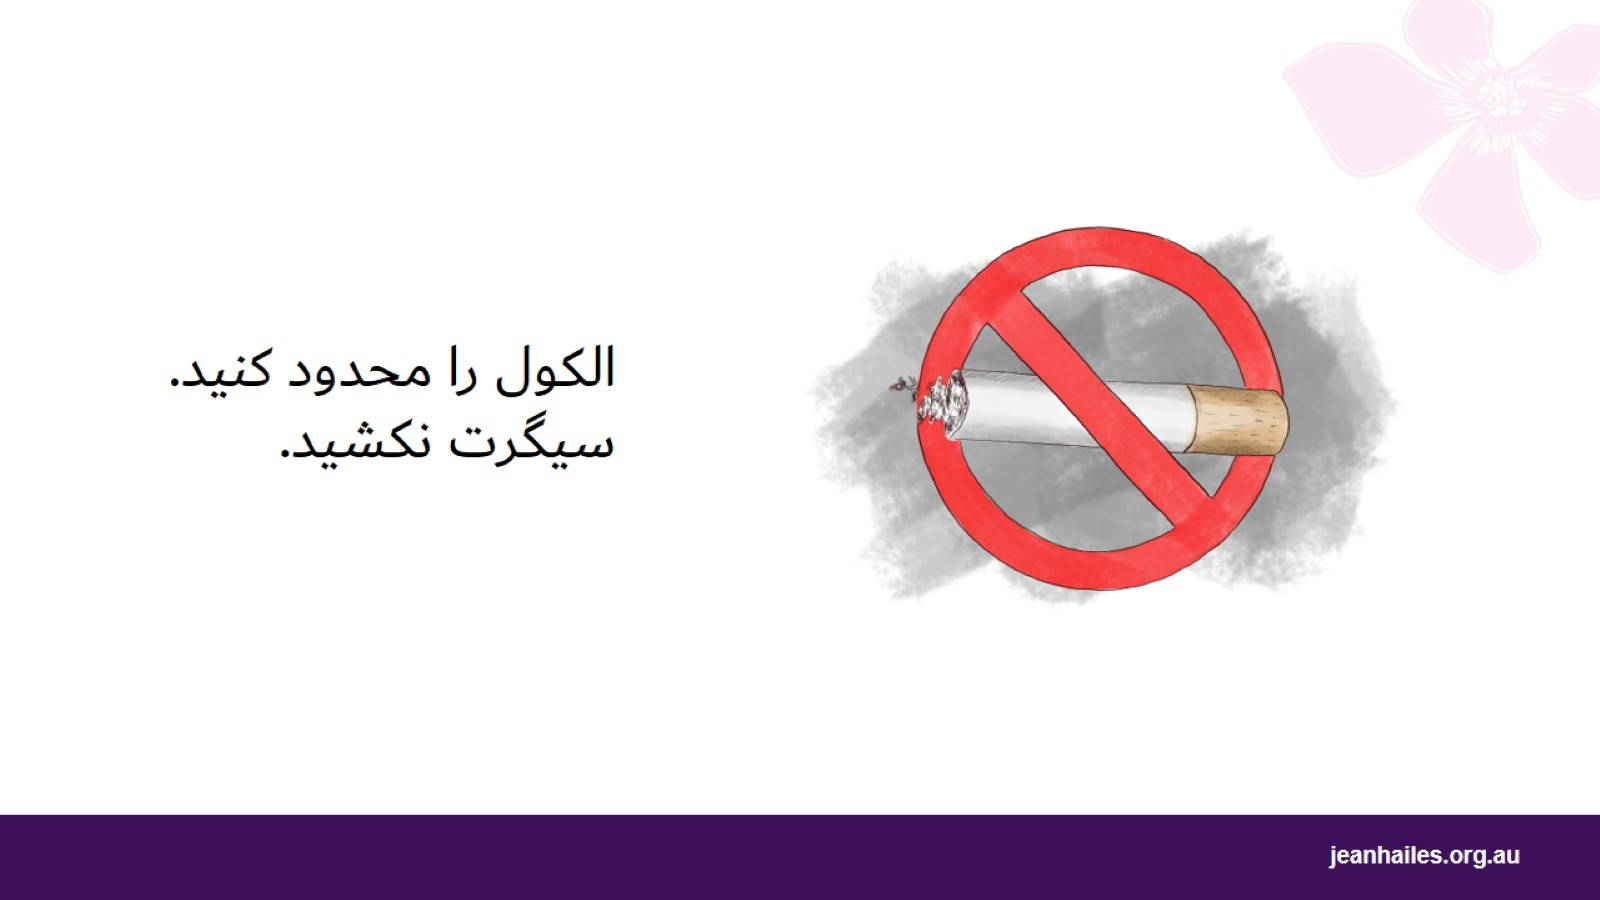 الکول را محدود کنید.
سیگرت نکشید.
jeanhailes.org.au